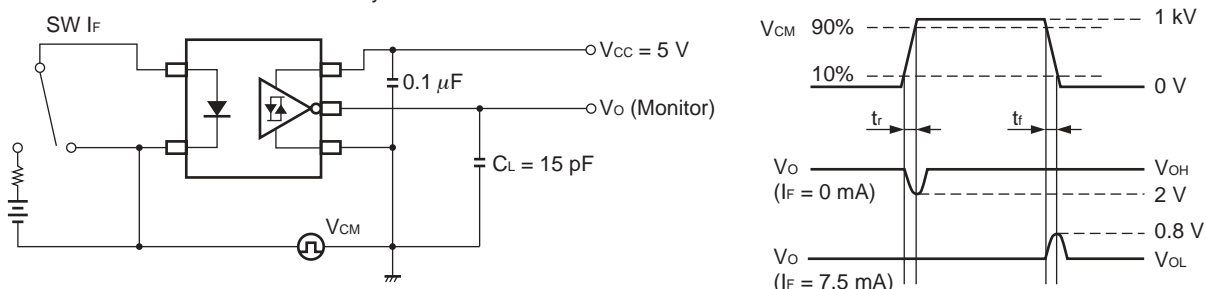 SW IF
VCC = 5 V
0.1 μF
VO (Monitor)
CL = 15 pF
VCM
VCM 90%
1 kV
10%
0 V
tr
tf
VO
(IF = 0 mA)
VOH
2 V
0.8 V
VO
(IF = 7.5 mA)
VOL